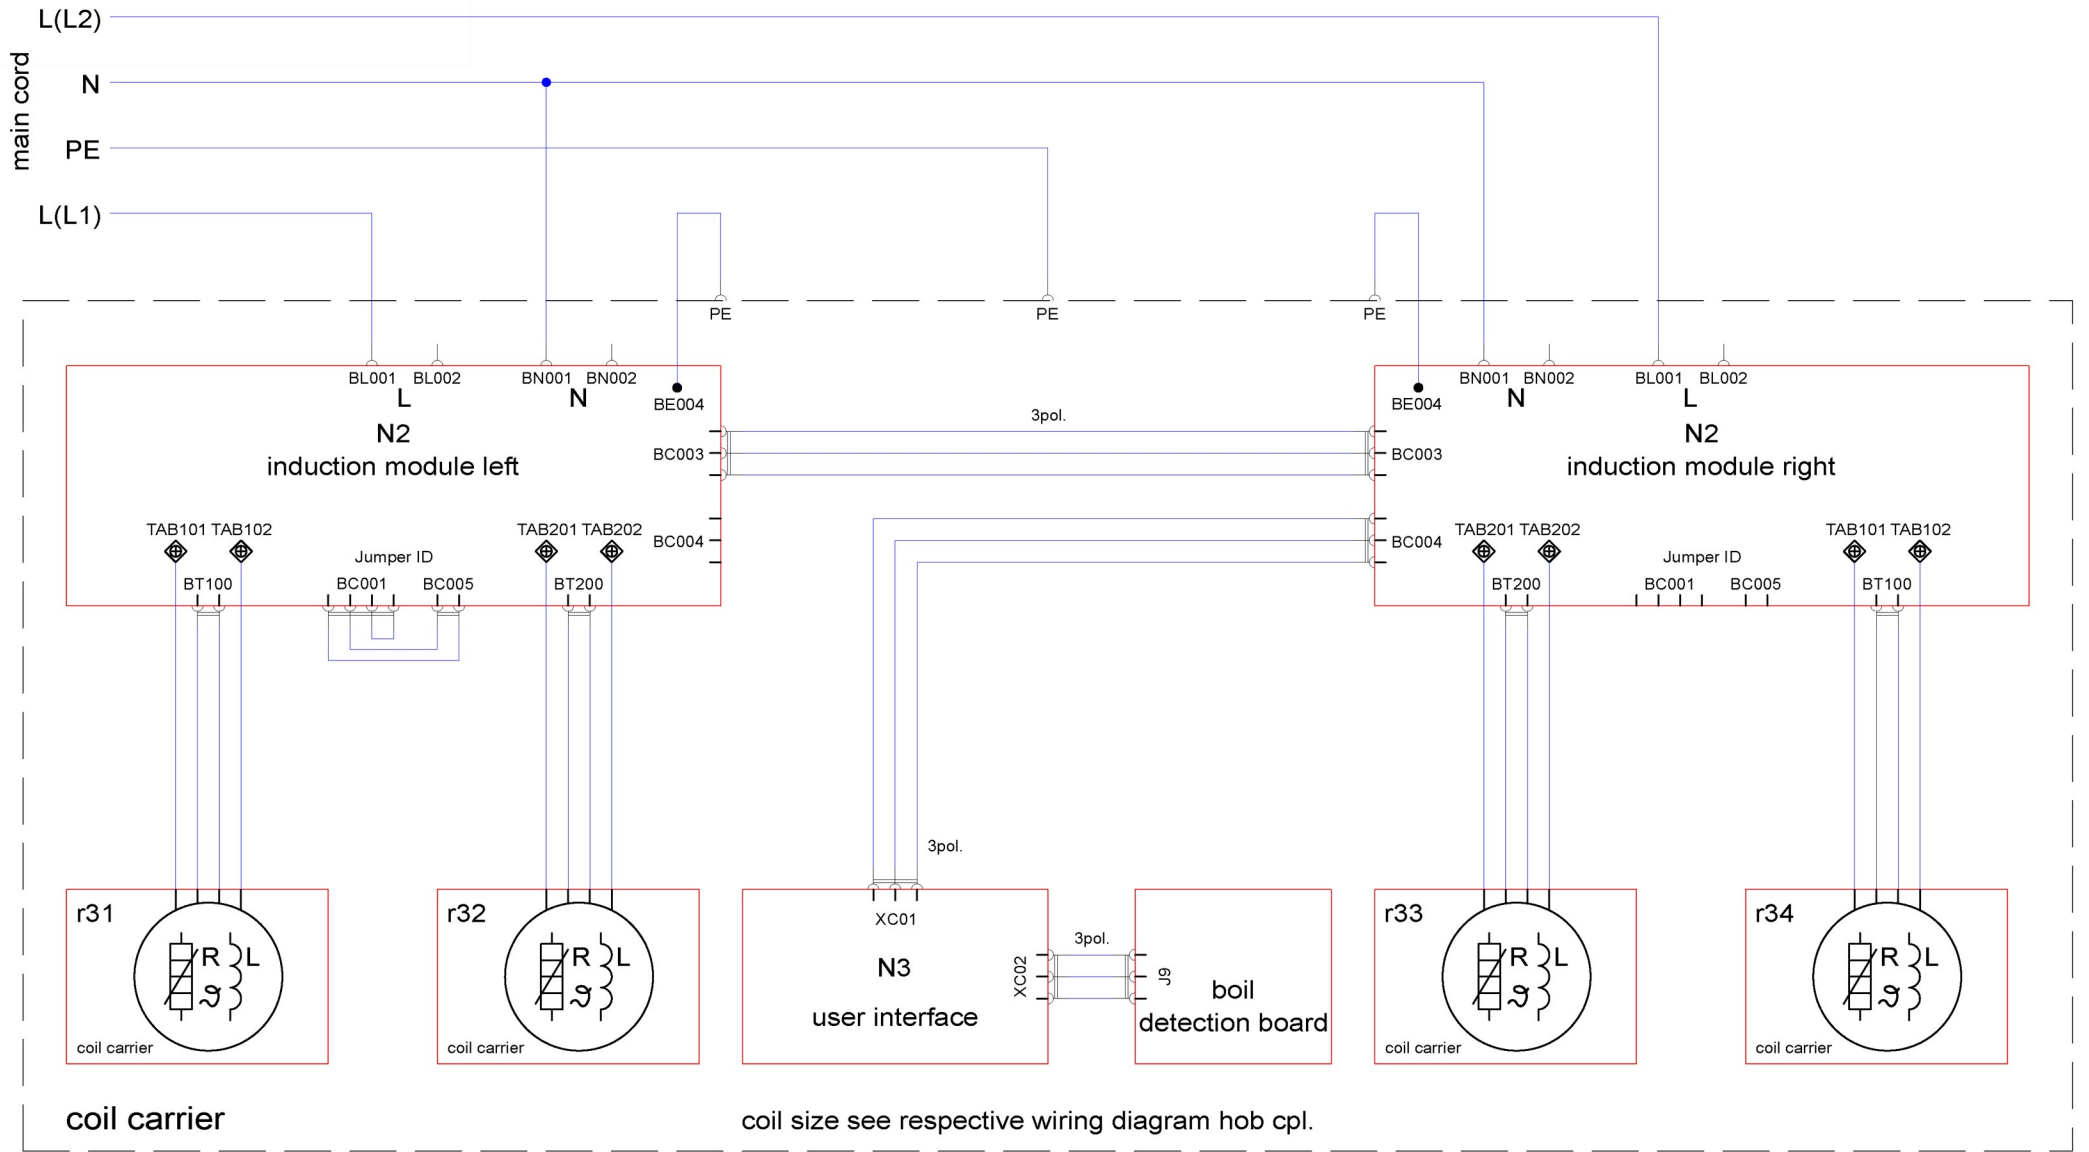 L(L2)
main cord
N
PE
L(L1)
PE PE PE
BL001 BL002 BN001 BN002
L N
BE004
N2
induction module left
BC003
BC004
3pol.
BN001 BN002 BL001 BL002
N L
BE004
N2
induction module right
BC003
BC004
TAB101 TAB102
Jumper ID
BT100 BC001 BC005
TAB201 TAB202
BT200
TAB201 TAB202
BT200
Jumper ID
BC001 BC005
TAB101 TAB102
BT100
3pol.
r31
R L
ϑ
coil carrier
r32
R L
ϑ
coil carrier
XC01
N3
user interface
XC02
3pol.
J9
boil
detection board
r33
R L
ϑ
coil carrier
r34
R L
ϑ
coil carrier
coil carrier
coil size see respective wiring diagram hob cpl.